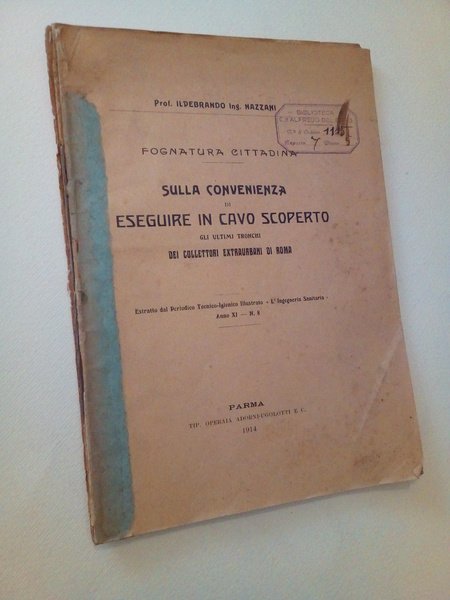 Prof. ILDEBRANDO Ing. NAZZANI
BIBLIOTECA
FOGNATURA CITTADINA
SULLA CONVENIENZA
DI
ESEGUIRE IN CAVO SCOPERTO
GLI ULTIMI TRONCHI
DEI COLLETTORI EXTRAURBANI DI ROMA
Estratto dal Periodico Tecnico-Igienico Illustrato « L'Ingegneria Sanitaria »
Anno XI — N. 8
PARMA
TIP. OPERAIA ADORNI-UGOLOTTI E C.
1914